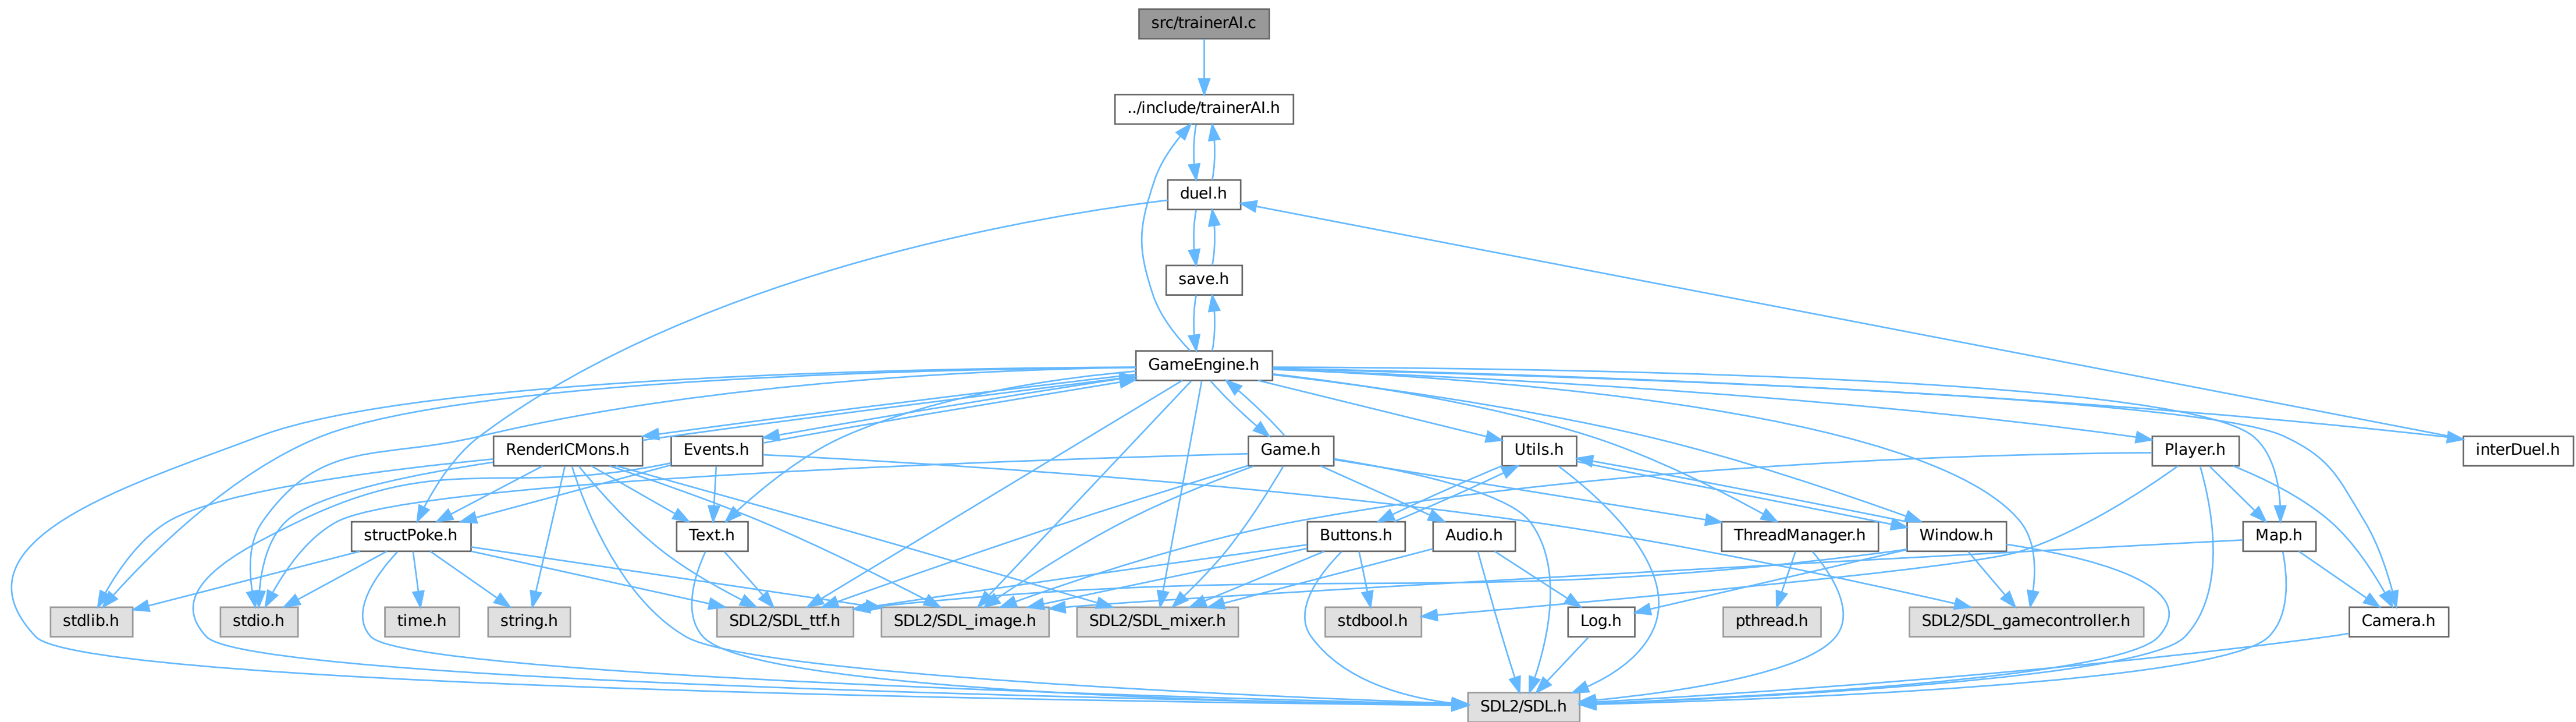 src/trainerAI.c
../include/trainerAI.h
duel.h
save.h
GameEngine.h
RenderICMons.h
Events.h
Game.h
Utils.h
Player.h
interDuel.h
structPoke.h
Text.h
Buttons.h
Audio.h
ThreadManager.h
Window.h
Map.h
stdlib.h
stdio.h
time.h
string.h
SDL2/SDL_ttf.h
SDL2/SDL_image.h
SDL2/SDL_mixer.h
stdbool.h
Log.h
pthread.h
SDL2/SDL_gamecontroller.h
Camera.h
SDL2/SDL.h